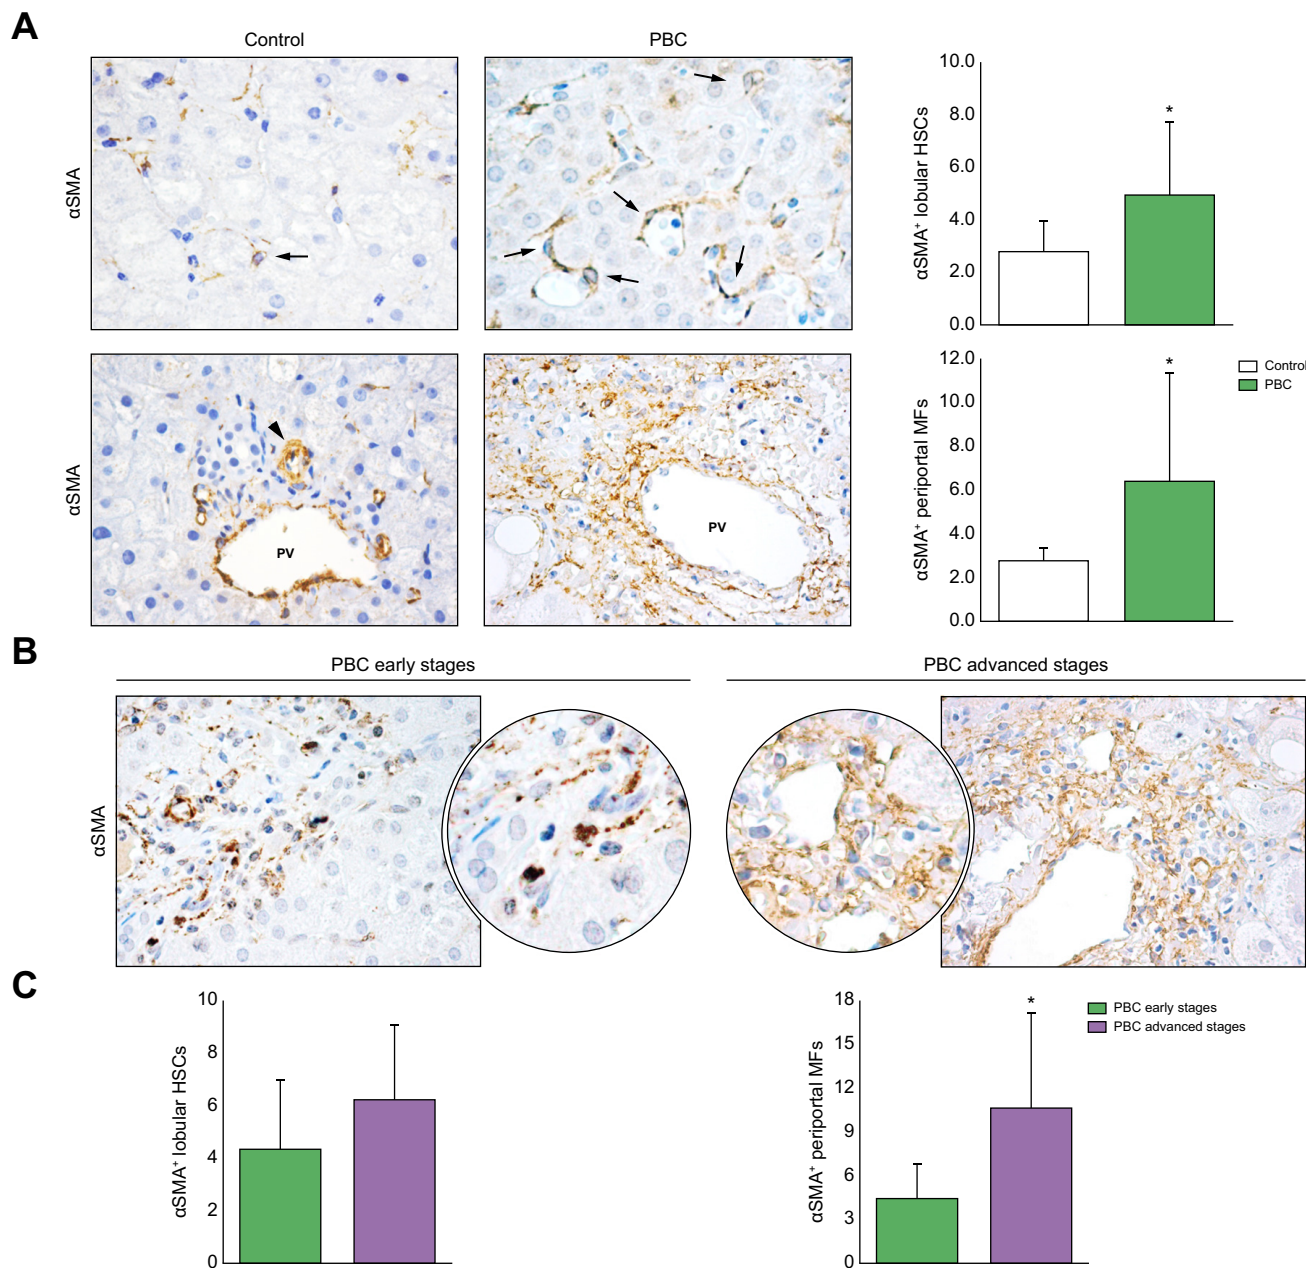 A
Control
PBC
αSMA
10.0
8.0
6.0
4.0
2.0
0.0
αSMA⁺ lobular HSCs
*
αSMA
PV
PV
12.0
10.0
8.0
6.0
4.0
2.0
0.0
αSMA⁺ periportal MFs
*
Control
PBC
B
PBC early stages
PBC advanced stages
αSMA
C
10
8
6
4
2
0
αSMA⁺ lobular HSCs
18
15
12
9
6
3
0
αSMA⁺ periportal MFs
*
PBC early stages
PBC advanced stages